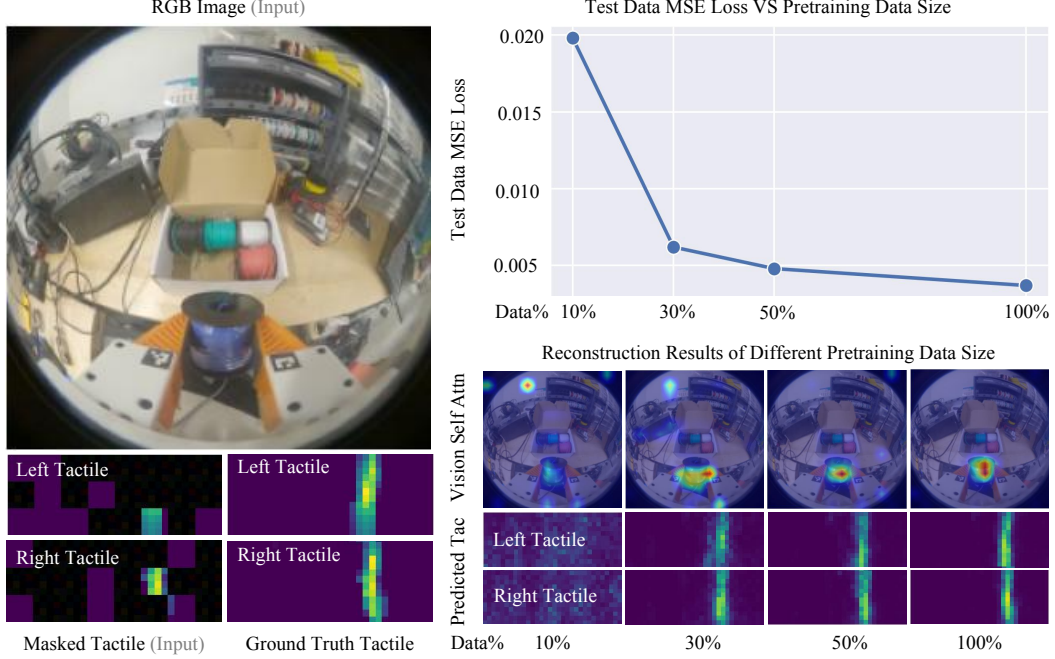 RGB Image (Input)
Left Tactile
Left Tactile
Right Tactile
Right Tactile
Masked Tactile (Input)
Ground Truth Tactile
Test Data MSE Loss VS Pretraining Data Size
Test Data MSE Loss
0.020
0.015
0.010
0.005
Data% 10% 30% 50% 100%
Reconstruction Results of Different Pretraining Data Size
Vision Self Attn
Predicted Tac
Left Tactile
Right Tactile
Data% 10% 30% 50% 100%